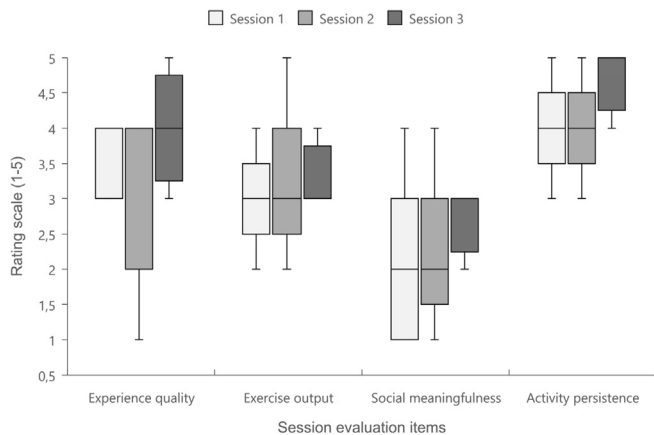 Session 1 Session 2 Session 3
Rating scale (1-5)
5
4,5
4
3,5
3
2,5
2
1,5
1
0,5
Experience quality Exercise output Social meaningfulness Activity persistence
Session evaluation items